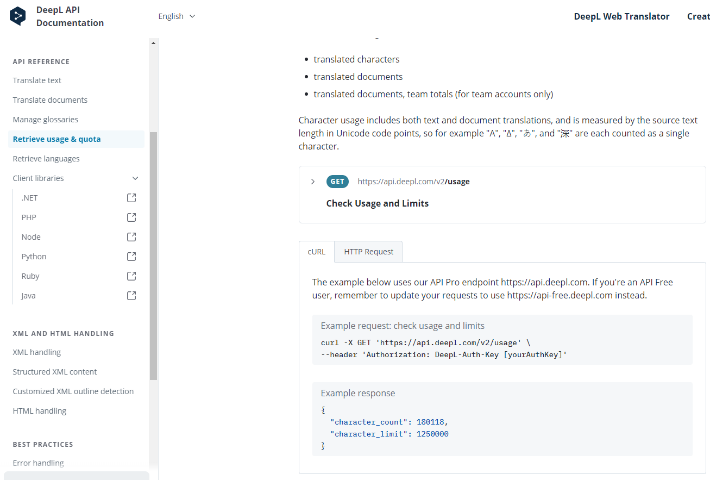 DeepL API
Documentation
English
DeepL Web Translator
Creat
API REFERENCE
Translate text
Translate documents
Manage glossaries
Retrieve usage & quota
Retrieve languages
Client libraries
.NET
PHP
Node
Python
Ruby
Java
XML AND HTML HANDLING
XML handling
Structured XML content
Customized XML outline detection
HTML handling
BEST PRACTICES
Error handling
translated characters
translated documents
translated documents, team totals (for team accounts only)
Character usage includes both text and document translations, and is measured by the source text
length in Unicode code points, so for example "A", "Δ", "あ", and "深" are each counted as a single
character.
GET https://api.deepl.com/v2/usage
Check Usage and Limits
cURL HTTP Request
The example below uses our API Pro endpoint https://api.deepl.com. If you're an API Free
user, remember to update your requests to use https://api-free.deepl.com instead.
Example request: check usage and limits
curl -X GET 'https://api.deepl.com/v2/usage' \
--header 'Authorization: DeepL-Auth-Key [yourAuthKey]'
Example response
{
"character_count": 180118,
"character_limit": 1250000
}